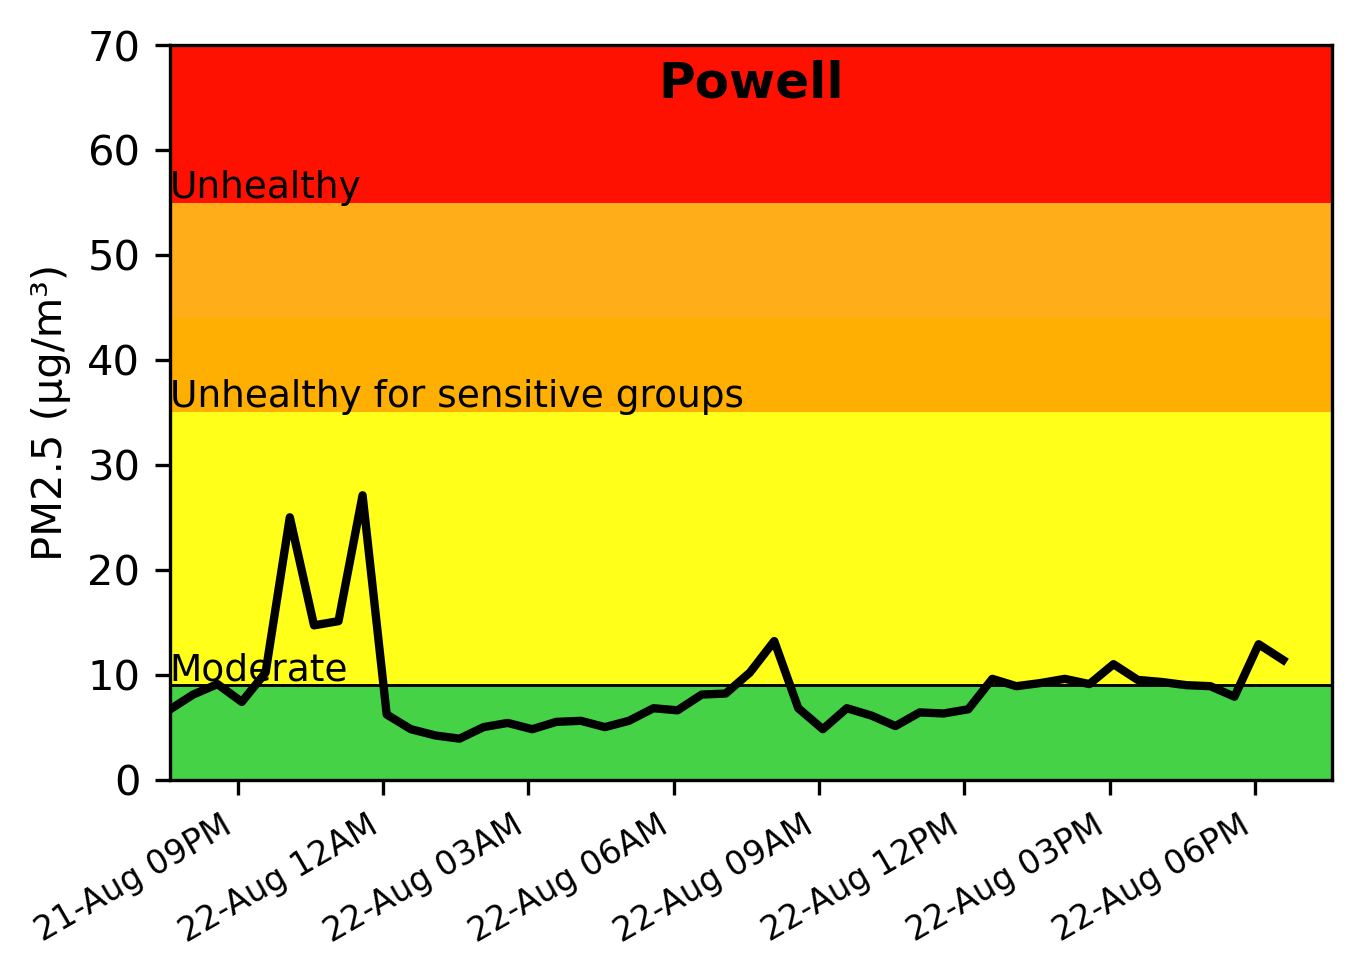 Powell
PM2.5 (µg/m³)
70
60
50
40
30
20
10
0
Unhealthy
Unhealthy for sensitive groups
Moderate
21-Aug 09PM
22-Aug 12AM
22-Aug 03AM
22-Aug 06AM
22-Aug 09AM
22-Aug 12PM
22-Aug 03PM
22-Aug 06PM